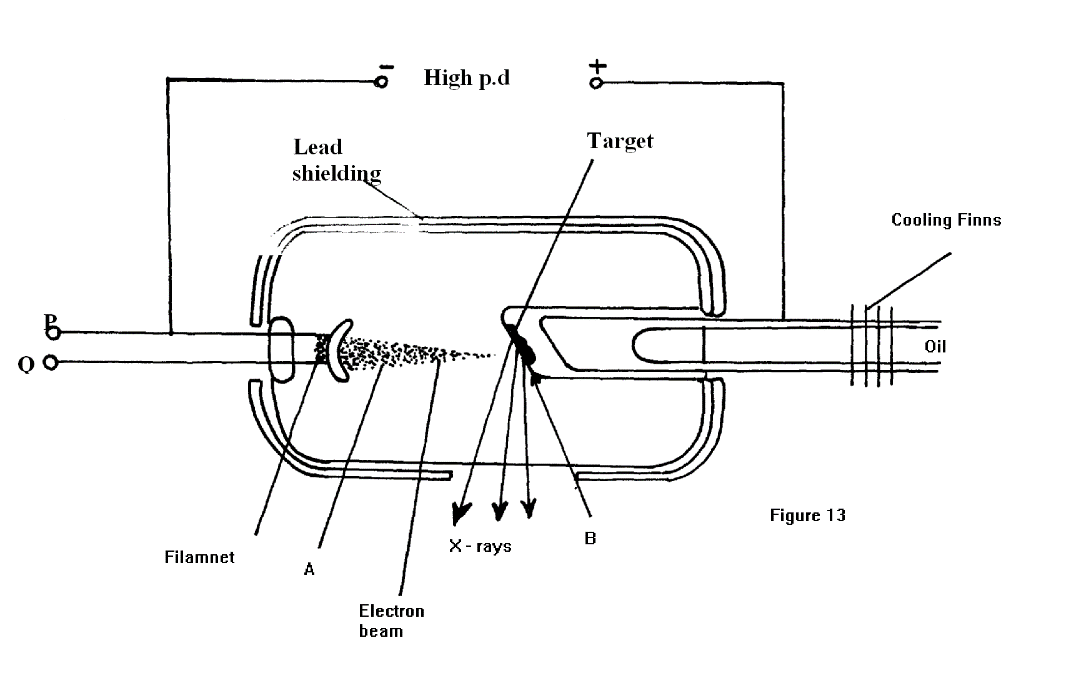 -
High p.d
+
Target
Lead
shielding
Cooling Finns
P
Q
Oil
Figure 13
X - rays
B
Filamnet
A
Electron
beam